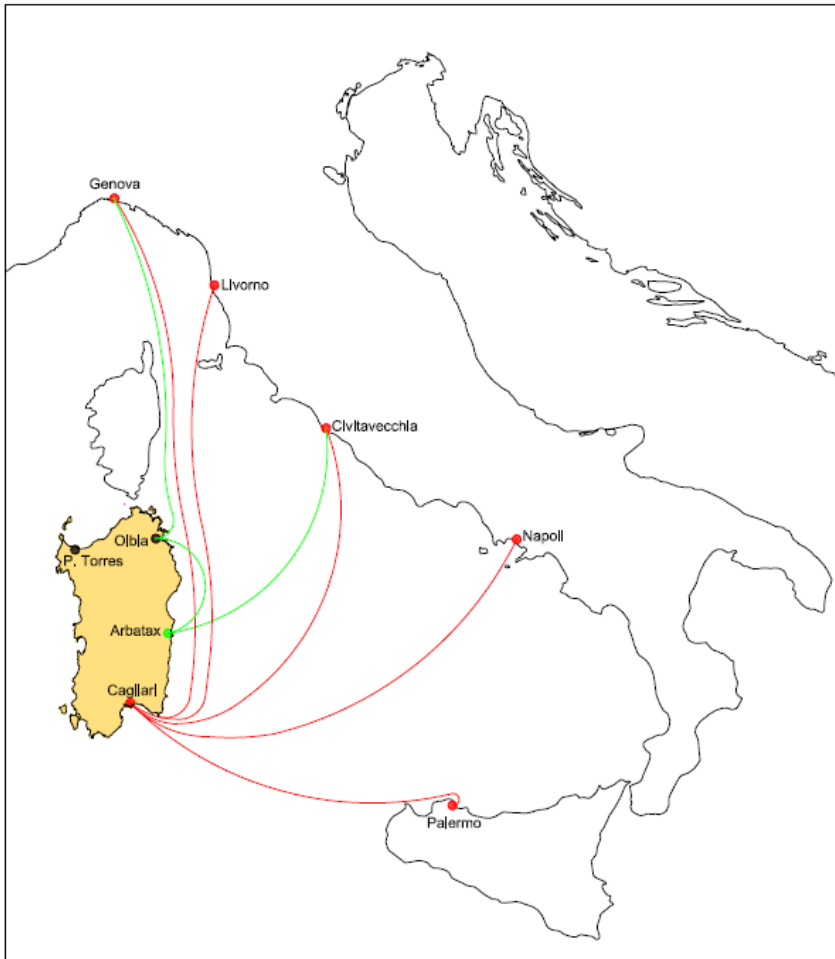 Genova
Livorno
Civitavecchia
Olbia
P. Torres
Napoli
Arbatax
Cagliari
Palermo